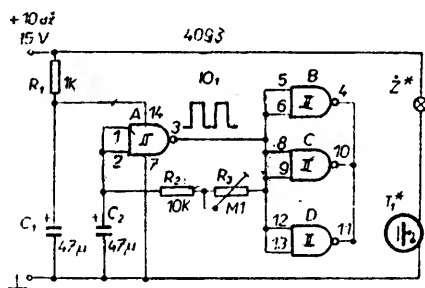 +10 až
15 V
4093
R₁
1K
A
14
1
2
3
7
IO₁
R₂
10K
R₃
M1
C₁
+
47μ
C₂
+
47μ
B
5
6
4
C
8
9
10
D
12
13
11
Ž*
T₁*